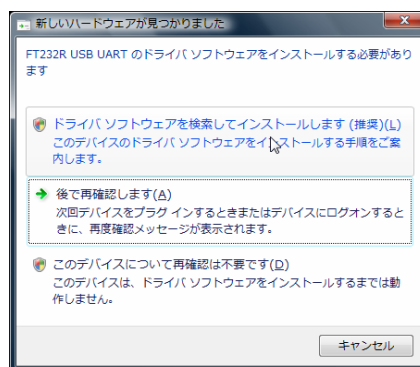 新しいハードウェアが見つかりました
FT232R USB UART のドライバ ソフトウェアをインストールする必要があり
ます
ドライバ ソフトウェアを検索してインストールします (推奨)(L)
このデバイスのドライバ ソフトウェアをインストールする手順をご案
内します。
後で再確認します(A)
次回デバイスをプラグ インするときまたはデバイスにログオンすると
きに、再度確認メッセージが表示されます。
このデバイスについて再確認は不要です(D)
このデバイスは、ドライバ ソフトウェアをインストールするまでは動
作しません。
キャンセル